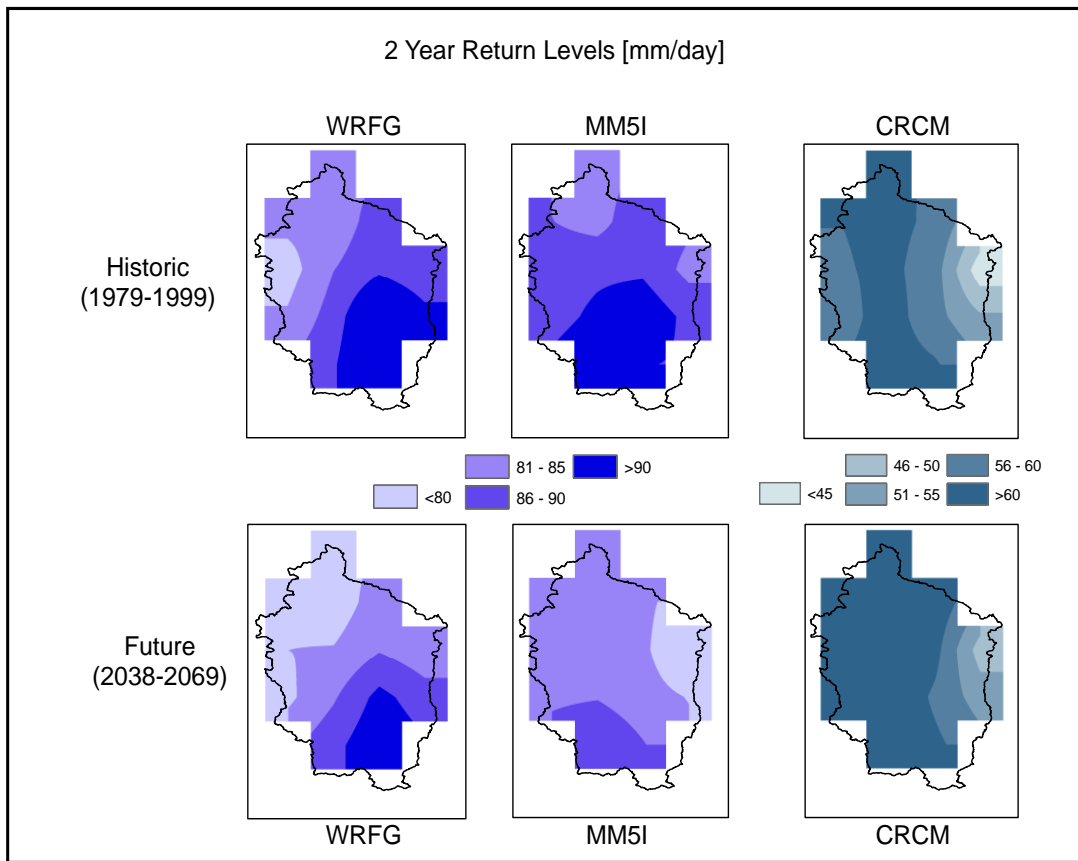 2 Year Return Levels [mm/day]
WRFG MM5I CRCM
Historic
(1979-1999)
81 - 85 >90
<80 86 - 90
46 - 50 56 - 60
<45 51 - 55 >60
Future
(2038-2069)
WRFG MM5I CRCM